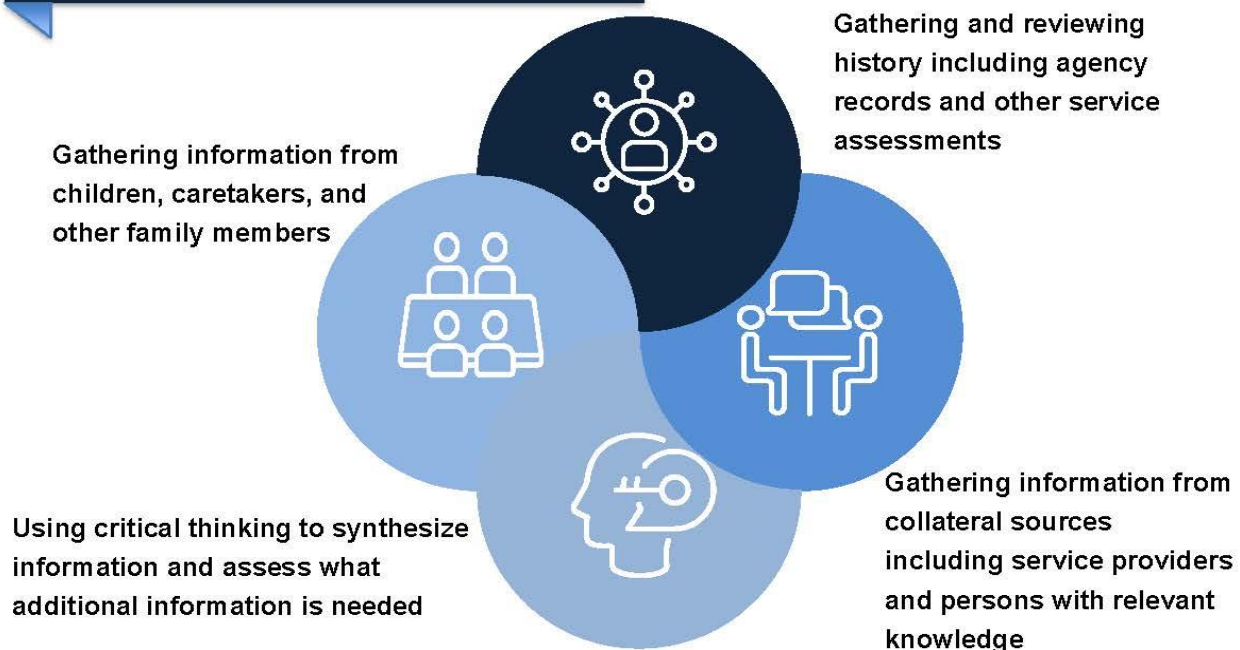 Gathering and reviewing
history including agency
records and other service
assessments
Gathering information from
children, caretakers, and
other family members
Using critical thinking to synthesize
information and assess what
additional information is needed
Gathering information from
collateral sources
including service providers
and persons with relevant
knowledge